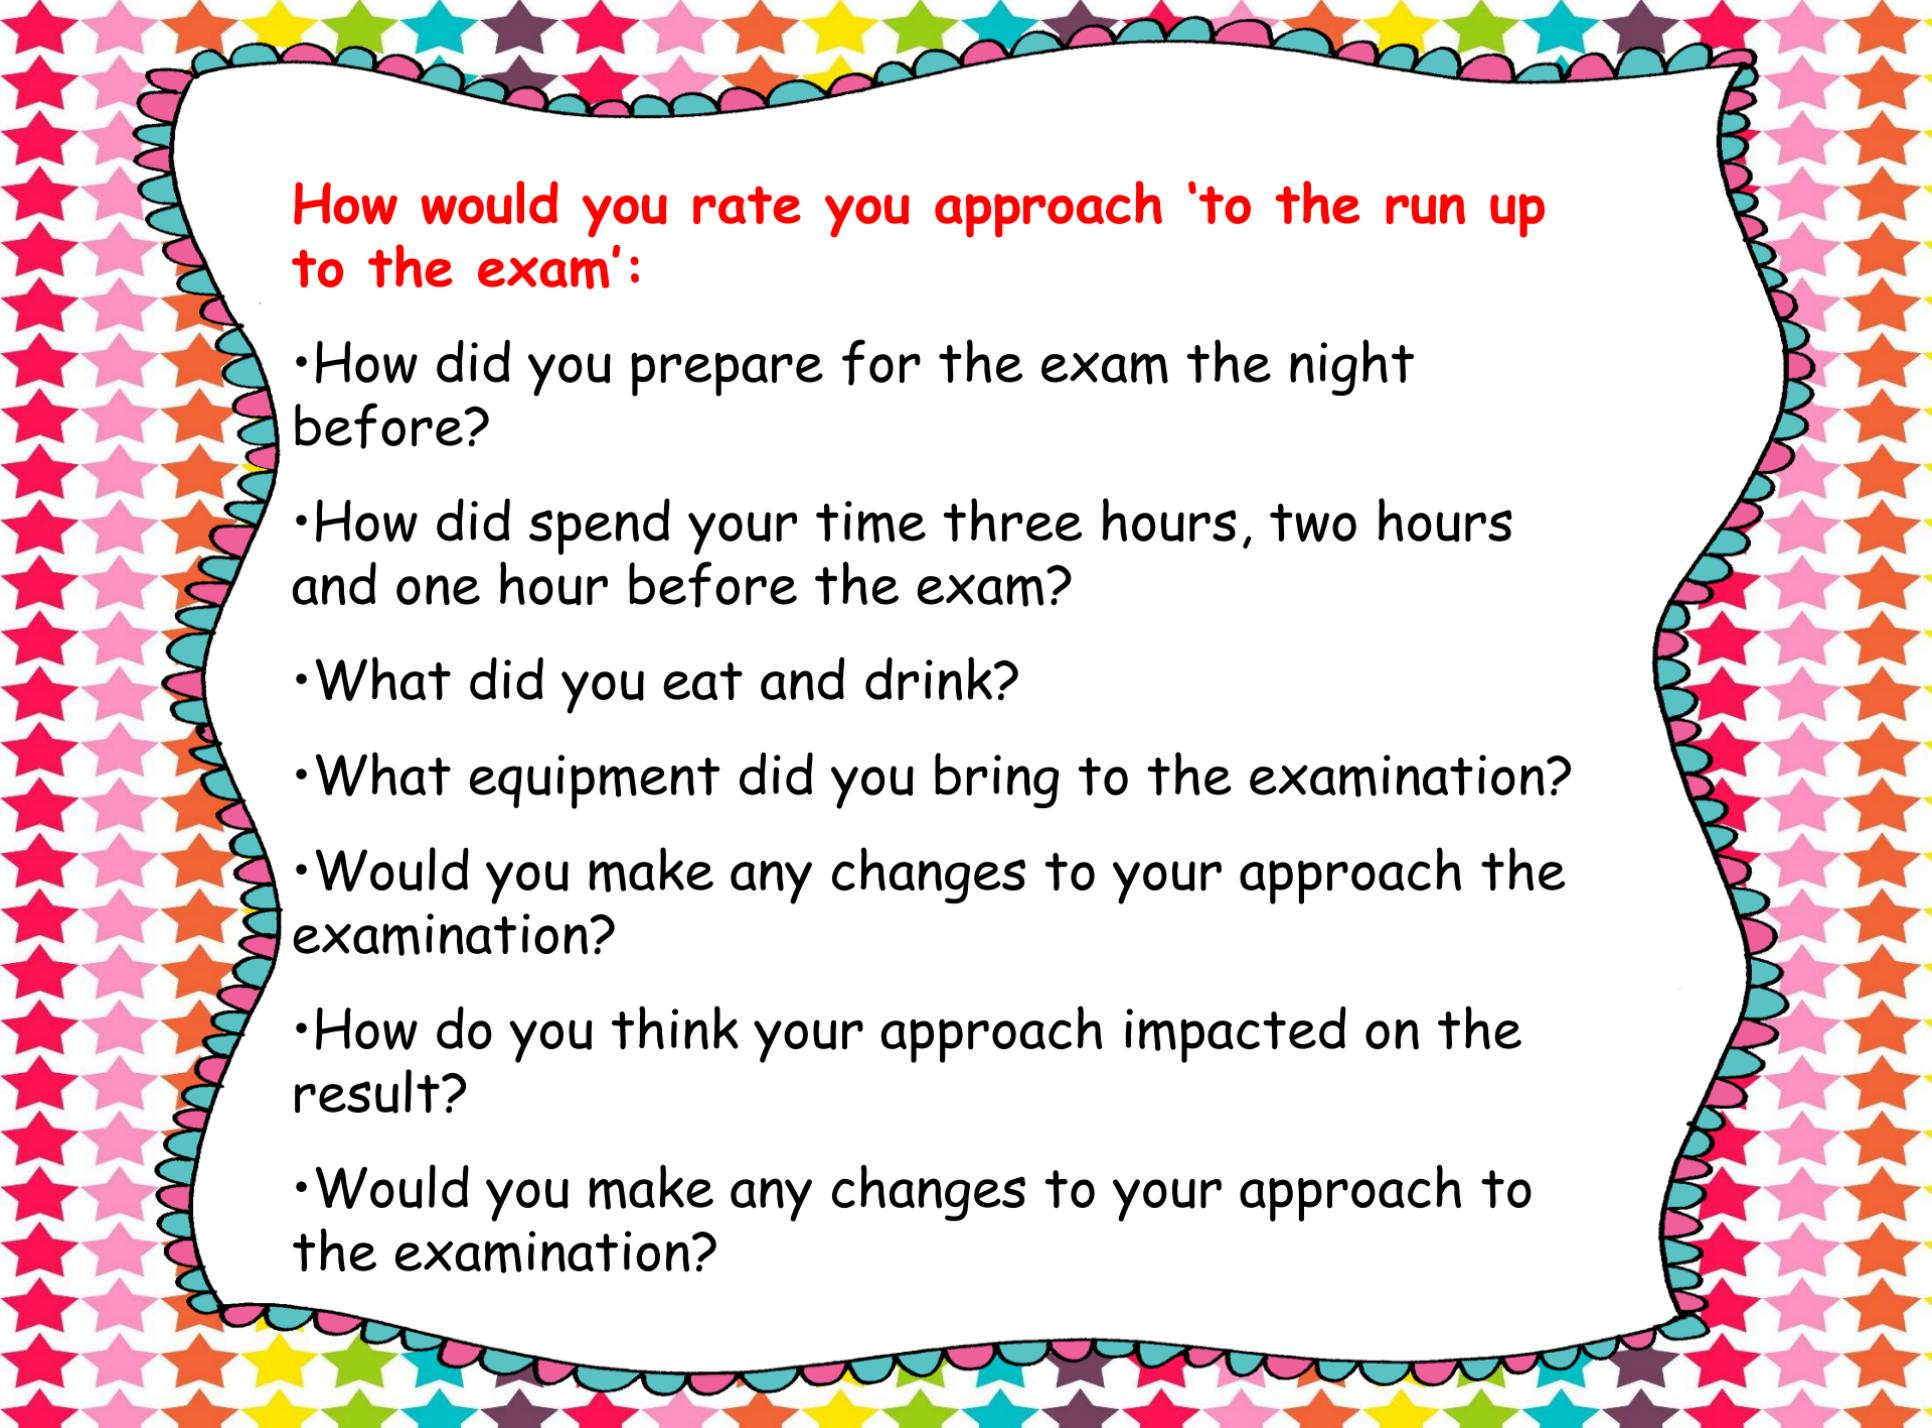 How would you rate you approach ‘to the run up
to the exam’:
•How did you prepare for the exam the night
before?
•How did spend your time three hours, two hours
and one hour before the exam?
•What did you eat and drink?
•What equipment did you bring to the examination?
•Would you make any changes to your approach the
examination?
•How do you think your approach impacted on the
result?
•Would you make any changes to your approach to
the examination?